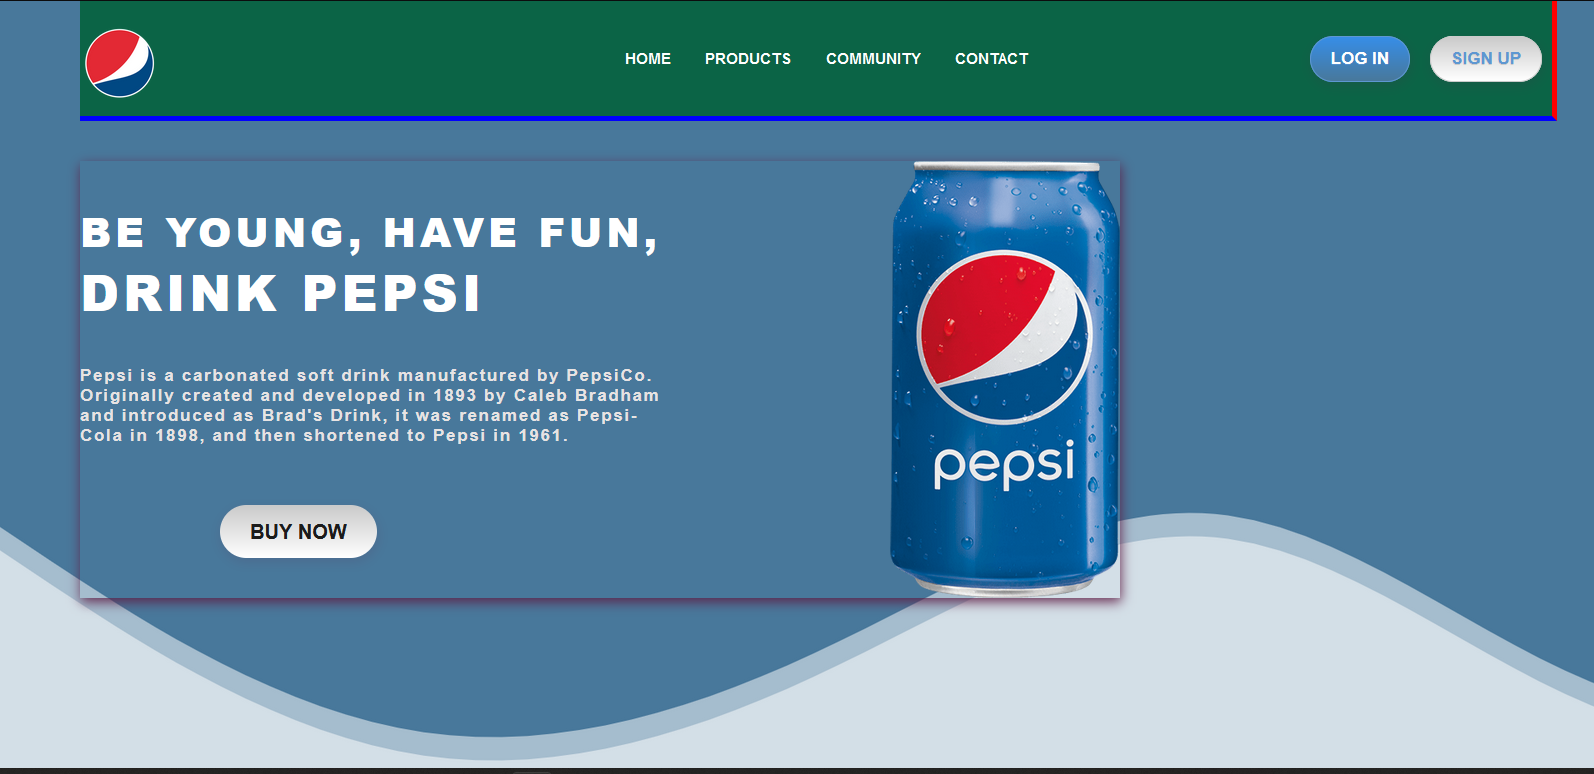 HOME PRODUCTS COMMUNITY CONTACT LOG IN SIGN UP
BE YOUNG, HAVE FUN,
DRINK PEPSI
Pepsi is a carbonated soft drink manufactured by PepsiCo.
Originally created and developed in 1893 by Caleb Bradham
and introduced as Brad's Drink, it was renamed as Pepsi-
Cola in 1898, and then shortened to Pepsi in 1961.
BUY NOW
pepsi